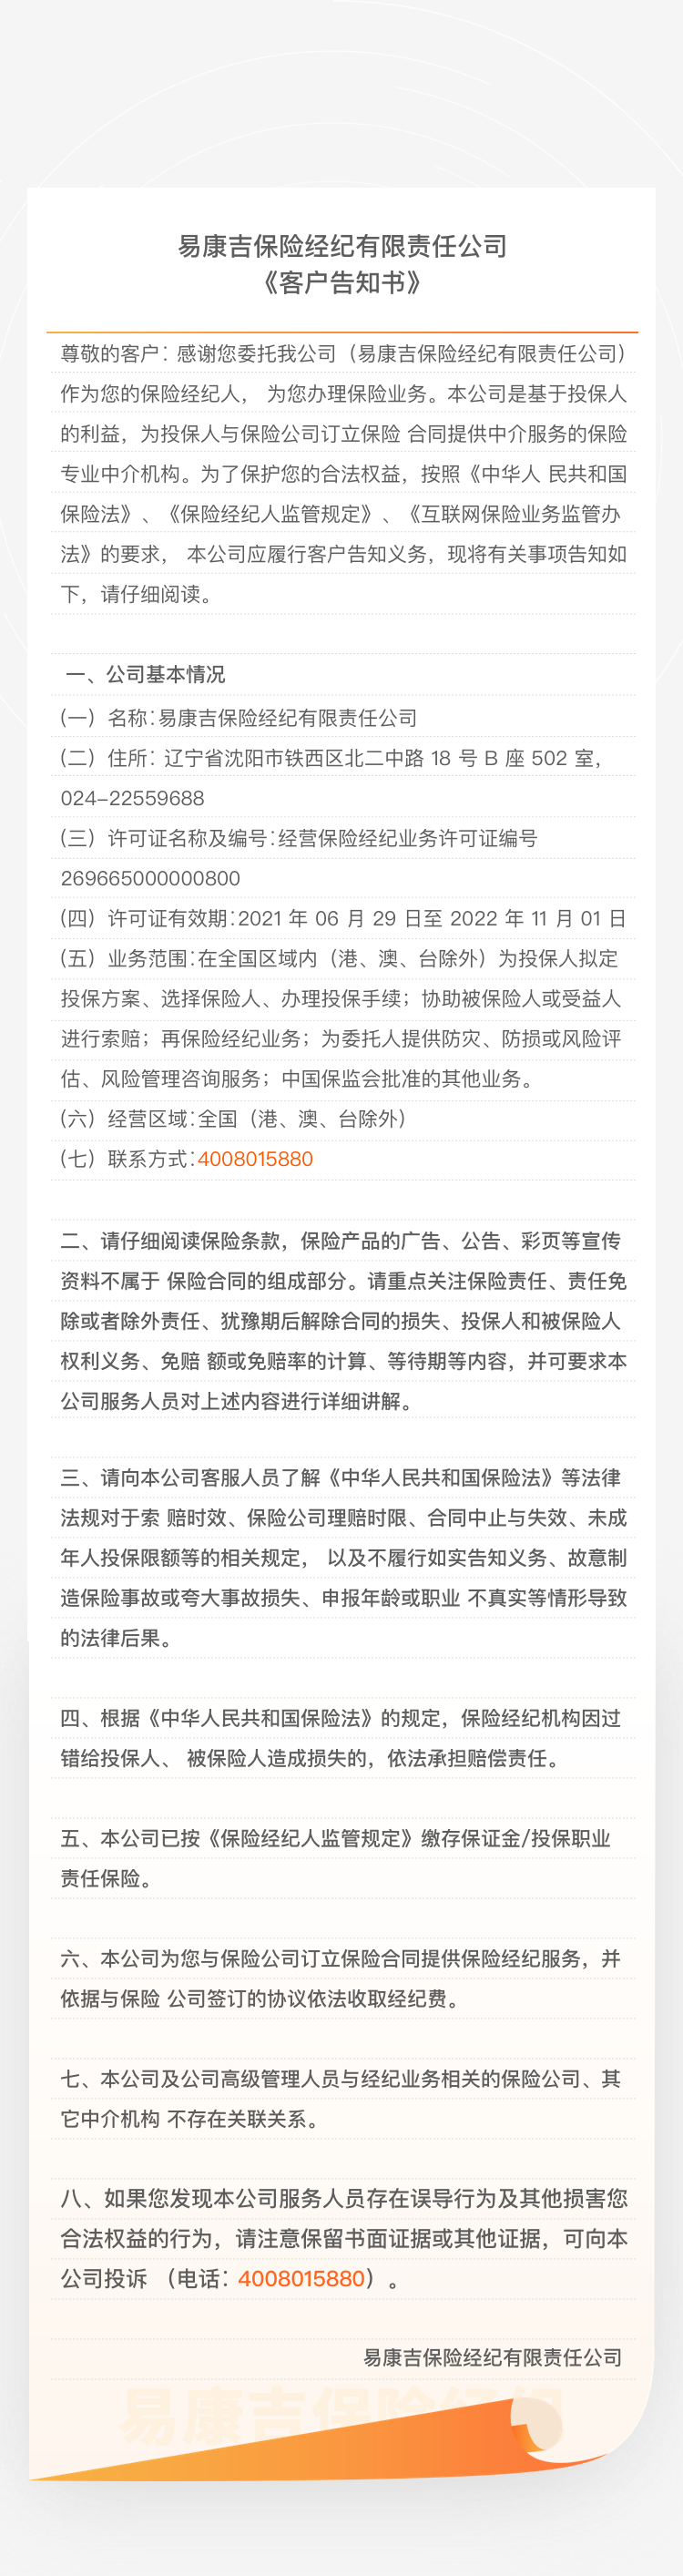 易康吉保险经纪有限责任公司
《客户告知书》
尊敬的客户：感谢您委托我公司（易康吉保险经纪有限责任公司）
作为您的保险经纪人， 为您办理保险业务。本公司是基于投保人
的利益，为投保人与保险公司订立保险 合同提供中介服务的保险
专业中介机构。为了保护您的合法权益，按照《中华人 民共和国
保险法》、《保险经纪人监管规定》、《互联网保险业务监管办
法》的要求， 本公司应履行客户告知义务，现将有关事项告知如
下，请仔细阅读。
一、公司基本情况
（一）名称：易康吉保险经纪有限责任公司
（二）住所： 辽宁省沈阳市铁西区北二中路 18 号 B 座 502 室，
024-22559688
（三）许可证名称及编号：经营保险经纪业务许可证编号
269665000000800
（四）许可证有效期：2021 年 06 月 29 日至 2022 年 11 月 01 日
（五）业务范围：在全国区域内（港、澳、台除外）为投保人拟定
投保方案、选择保险人、办理投保手续；协助被保险人或受益人
进行索赔；再保险经纪业务；为委托人提供防灾、防损或风险评
估、风险管理咨询服务；中国保监会批准的其他业务。
（六）经营区域：全国（港、澳、台除外）
（七）联系方式：4008015880
二、请仔细阅读保险条款，保险产品的广告、公告、彩页等宣传
资料不属于 保险合同的组成部分。请重点关注保险责任、责任免
除或者除外责任、犹豫期后解除合同的损失、投保人和被保险人
权利义务、免赔 额或免赔率的计算、等待期等内容，并可要求本
公司服务人员对上述内容进行详细讲解。
三、请向本公司客服人员了解《中华人民共和国保险法》等法律
法规对于索 赔时效、保险公司理赔时限、合同中止与失效、未成
年人投保限额等的相关规定， 以及不履行如实告知义务、故意制
造保险事故或夸大事故损失、申报年龄或职业 不真实等情形导致
的法律后果。
四、根据《中华人民共和国保险法》的规定，保险经纪机构因过
错给投保人、 被保险人造成损失的，依法承担赔偿责任。
五、本公司已按《保险经纪人监管规定》缴存保证金/投保职业
责任保险。
六、本公司为您与保险公司订立保险合同提供保险经纪服务，并
依据与保险 公司签订的协议依法收取经纪费。
七、本公司及公司高级管理人员与经纪业务相关的保险公司、其
它中介机构 不存在关联关系。
八、如果您发现本公司服务人员存在误导行为及其他损害您
合法权益的行为，请注意保留书面证据或其他证据，可向本
公司投诉 （电话：4008015880）。
易康吉保险经纪有限责任公司
易康吉保险经纪